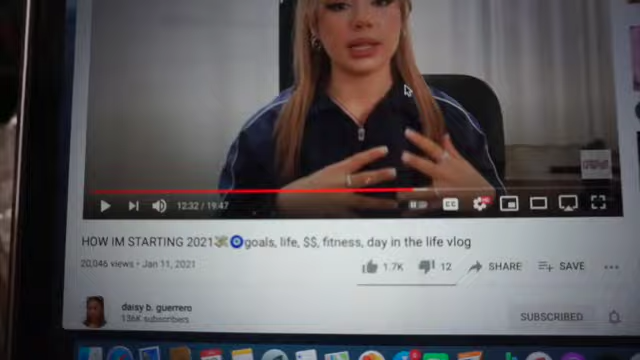 12:32 / 19:47
CC
HOW IM STARTING 2021💸🧿goals, life, $$, fitness, day in the life vlog
20,046 views • Jan 11, 2021
1.7K
12
SHARE
SAVE
daisy b. guerrero
136K subscribers
SUBSCRIBED